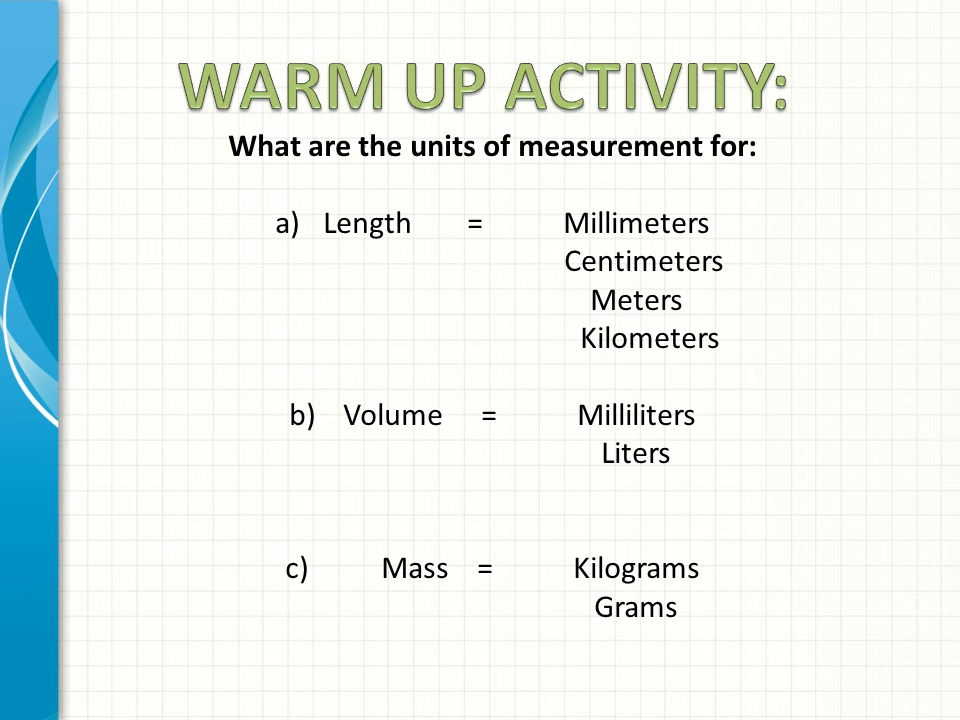 WARM UP ACTIVITY:
What are the units of measurement for:
a) Length = Millimeters
Centimeters
Meters
Kilometers
b) Volume = Milliliters
Liters
c) Mass = Kilograms
Grams